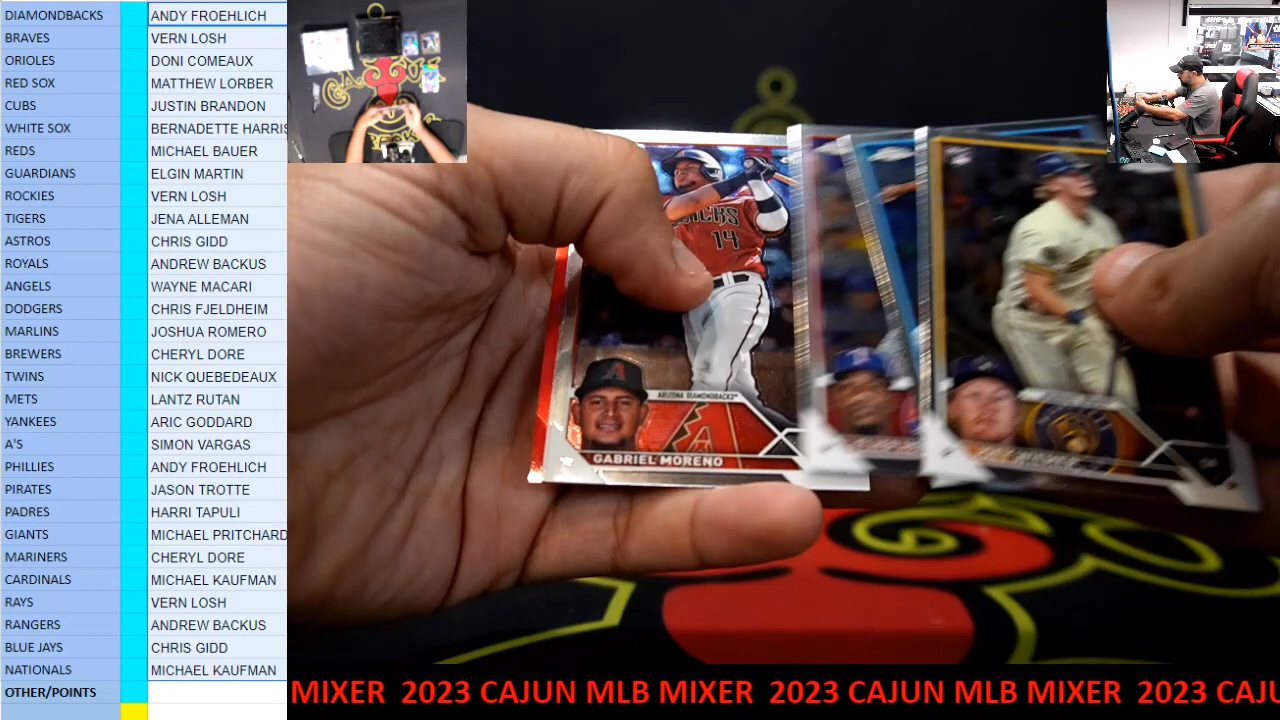 DIAMONDBACKS ANDY FROEHLICH
BRAVES VERN LOSH
ORIOLES DONI COMEAUX
RED SOX MATTHEW LORBER
CUBS JUSTIN BRANDON
WHITE SOX BERNADETTE HARRIS
REDS MICHAEL BAUER
GUARDIANS ELGIN MARTIN
ROCKIES VERN LOSH
TIGERS JENA ALLEMAN
ASTROS CHRIS GIDD
ROYALS ANDREW BACKUS
ANGELS WAYNE MACARI
DODGERS CHRIS FJELDHEIM
MARLINS JOSHUA ROMERO
BREWERS CHERYL DORE
TWINS NICK QUEBEDEAUX
METS LANTZ RUTAN
YANKEES ARIC GODDARD
A'S SIMON VARGAS
PHILLIES ANDY FROEHLICH
PIRATES JASON TROTTE
PADRES HARRI TAPULI
GIANTS MICHAEL PRITCHARD
MARINERS CHERYL DORE
CARDINALS MICHAEL KAUFMAN
RAYS VERN LOSH
RANGERS ANDREW BACKUS
BLUE JAYS CHRIS GIDD
NATIONALS MICHAEL KAUFMAN
OTHER/POINTS
14
ARIZONA DIAMONDBACKS
GABRIEL MORENO
MIXER 2023 CAJUN MLB MIXER 2023 CAJUN MLB MIXER 2023 CAJU